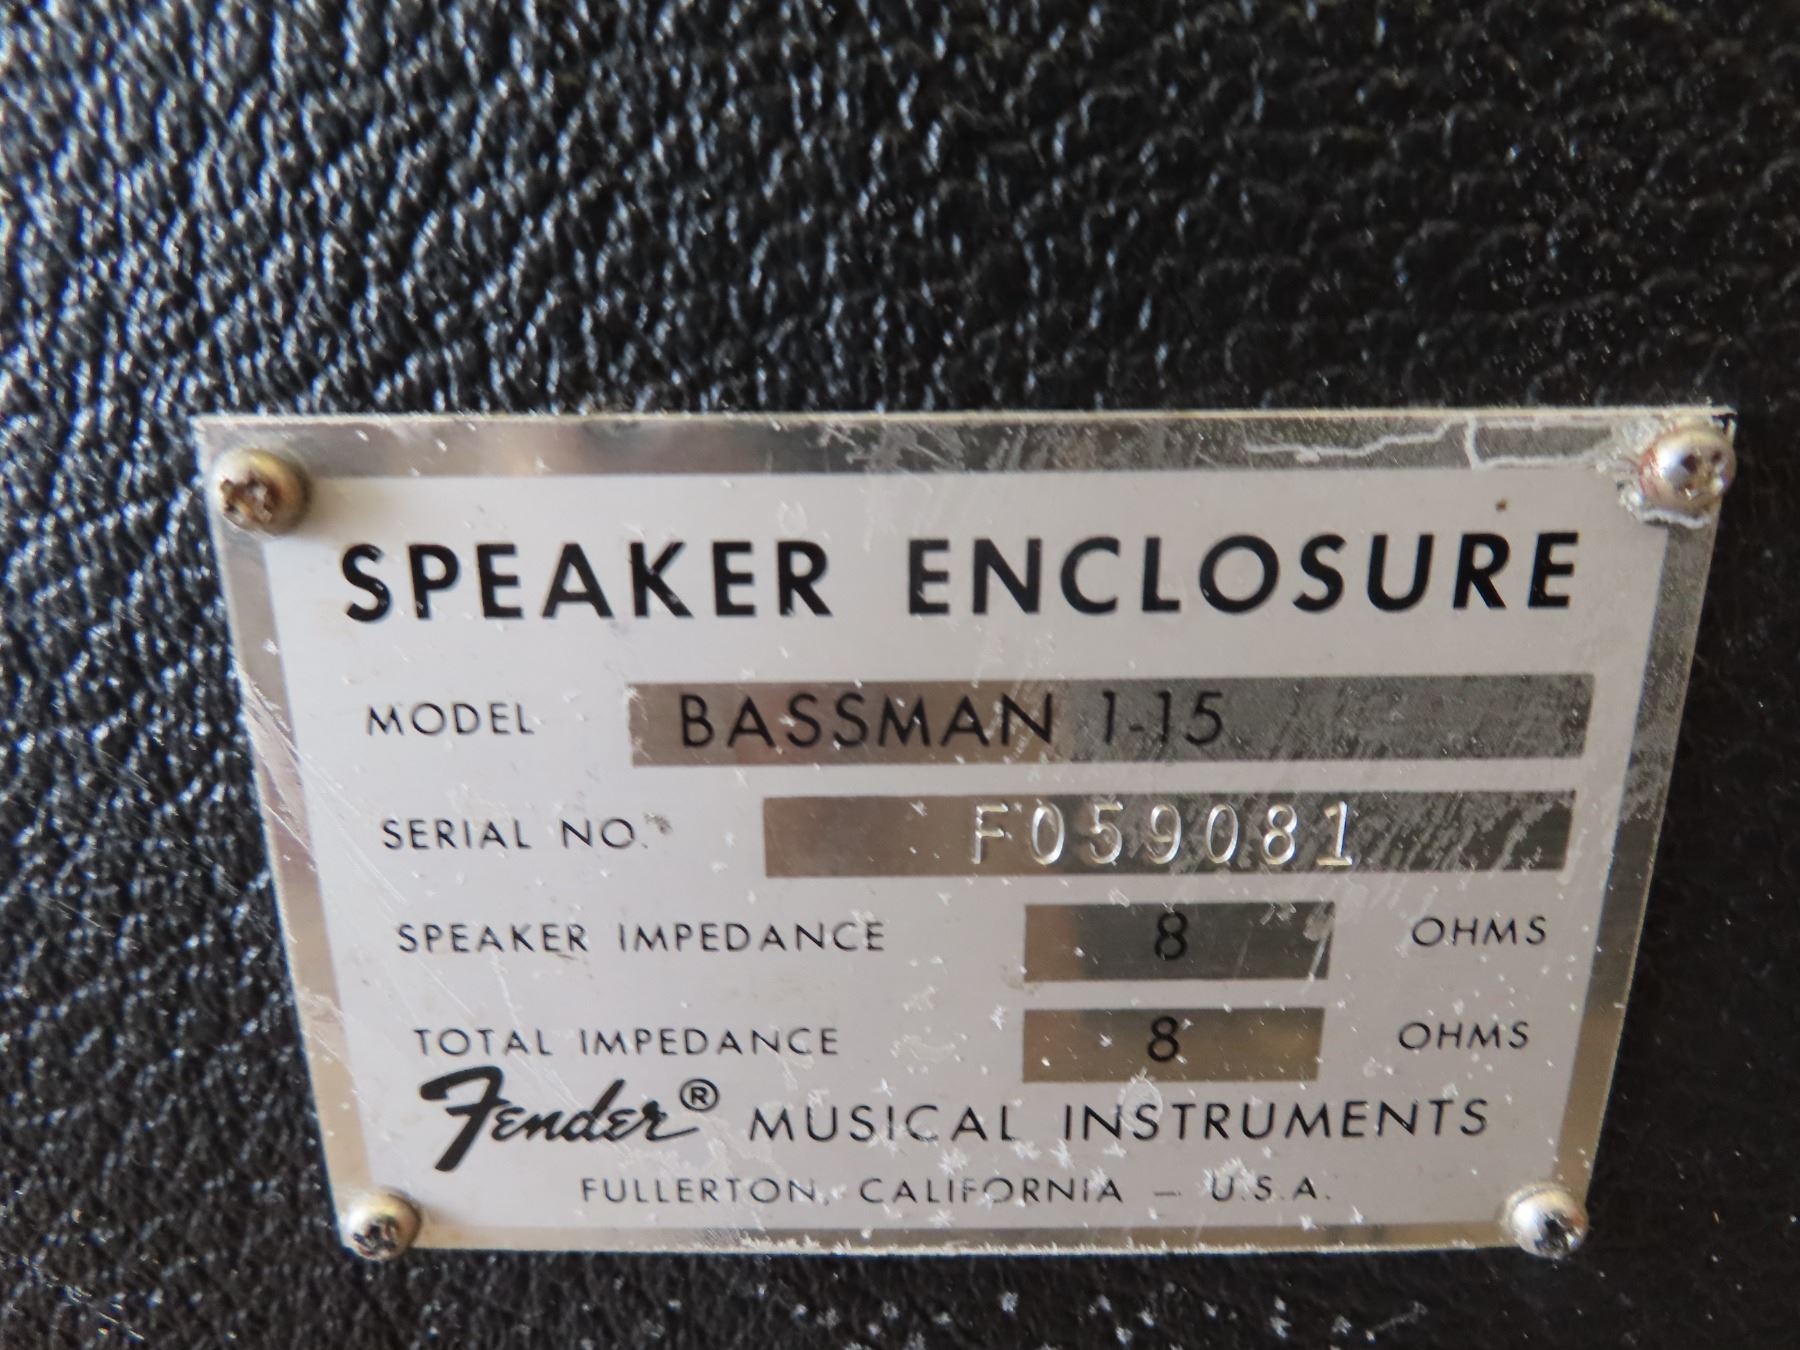 SPEAKER ENCLOSURE
MODEL BASSMAN 1-15
SERIAL NO. F059081
SPEAKER IMPEDANCE 8 OHMS
TOTAL IMPEDANCE 8 OHMS
Fender® MUSICAL INSTRUMENTS
FULLERTON, CALIFORNIA — U.S.A.